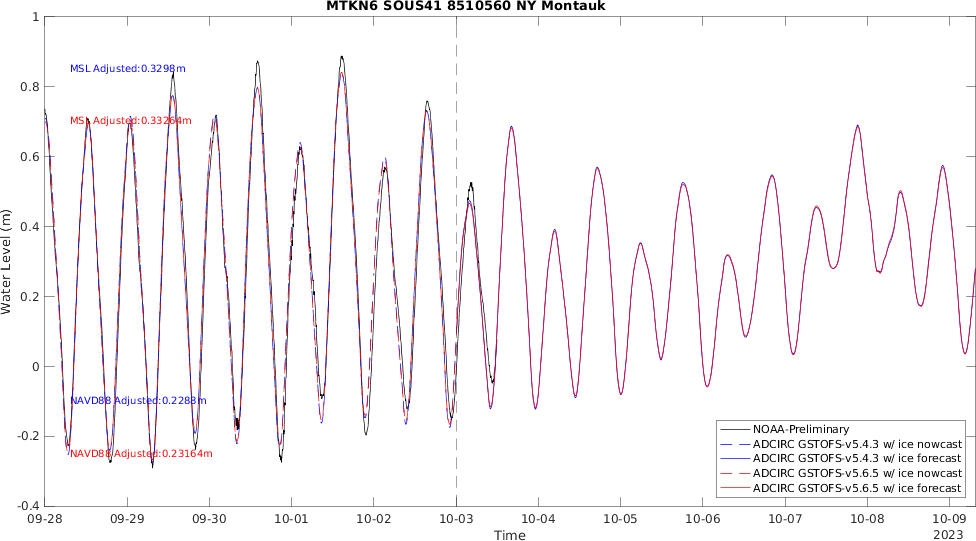 MTKN6 SOUS41 8510560 NY Montauk
1
0.8
0.6
0.4
0.2
0
-0.2
-0.4
Water Level (m)
MSL Adjusted:0.3298m
MSL Adjusted:0.33264m
NAVD88 Adjusted:0.2288m
NAVD88 Adjusted:0.23164m
NOAA-Preliminary
ADCIRC GSTOFS-v5.4.3 w/ ice nowcast
ADCIRC GSTOFS-v5.4.3 w/ ice forecast
ADCIRC GSTOFS-v5.6.5 w/ ice nowcast
ADCIRC GSTOFS-v5.6.5 w/ ice forecast
09-28 09-29 09-30 10-01 10-02 10-03 10-04 10-05 10-06 10-07 10-08 10-09
Time
2023